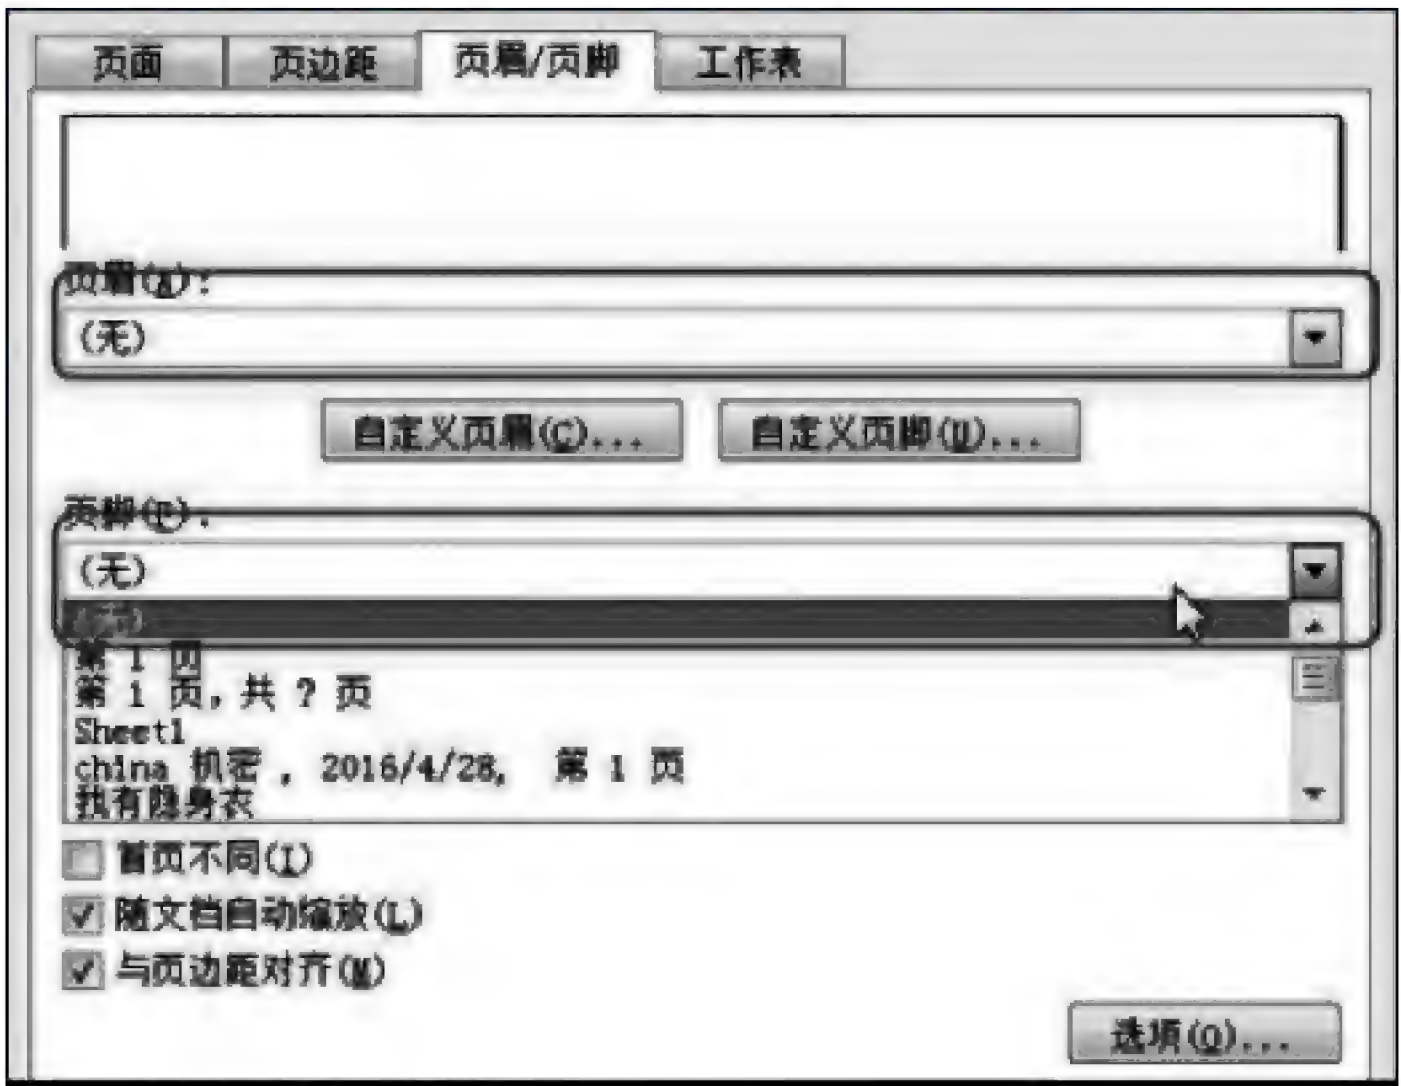 页面 页边距 页眉/页脚 工作表
页眉(A):
(无)
自定义页眉(C)... 自定义页脚(U)...
页脚(F):
(无)
(无)
第 1 页
第 1 页，共 ? 页
Sheet1
china 机密 , 2016/4/28, 第 1 页
我有隐身衣
首页不同(I)
随文档自动缩放(L)
与页边距对齐(M)
选项(O)...